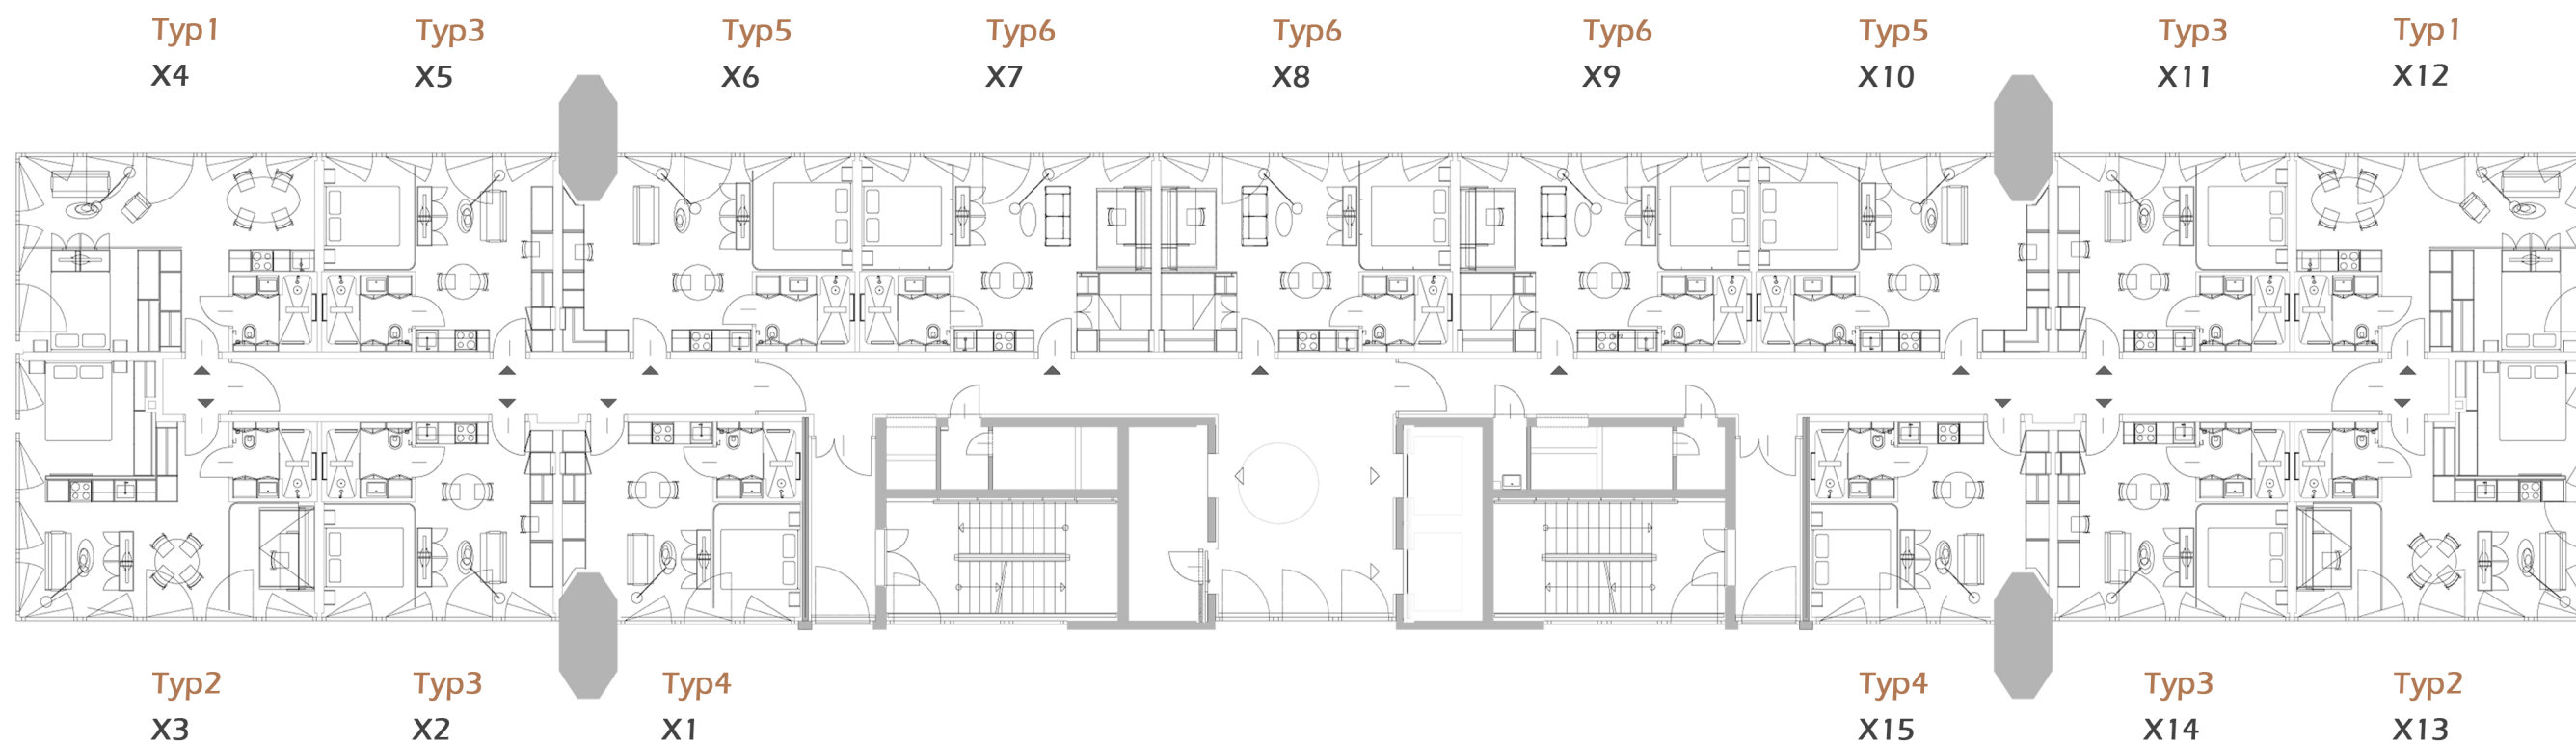 Typ1 Typ3 Typ5 Typ6 Typ6 Typ6 Typ5 Typ3 Typ1
X4 X5 X6 X7 X8 X9 X10 X11 X12
Typ2 Typ3 Typ4 Typ4 Typ3 Typ2
X3 X2 X1 X15 X14 X13